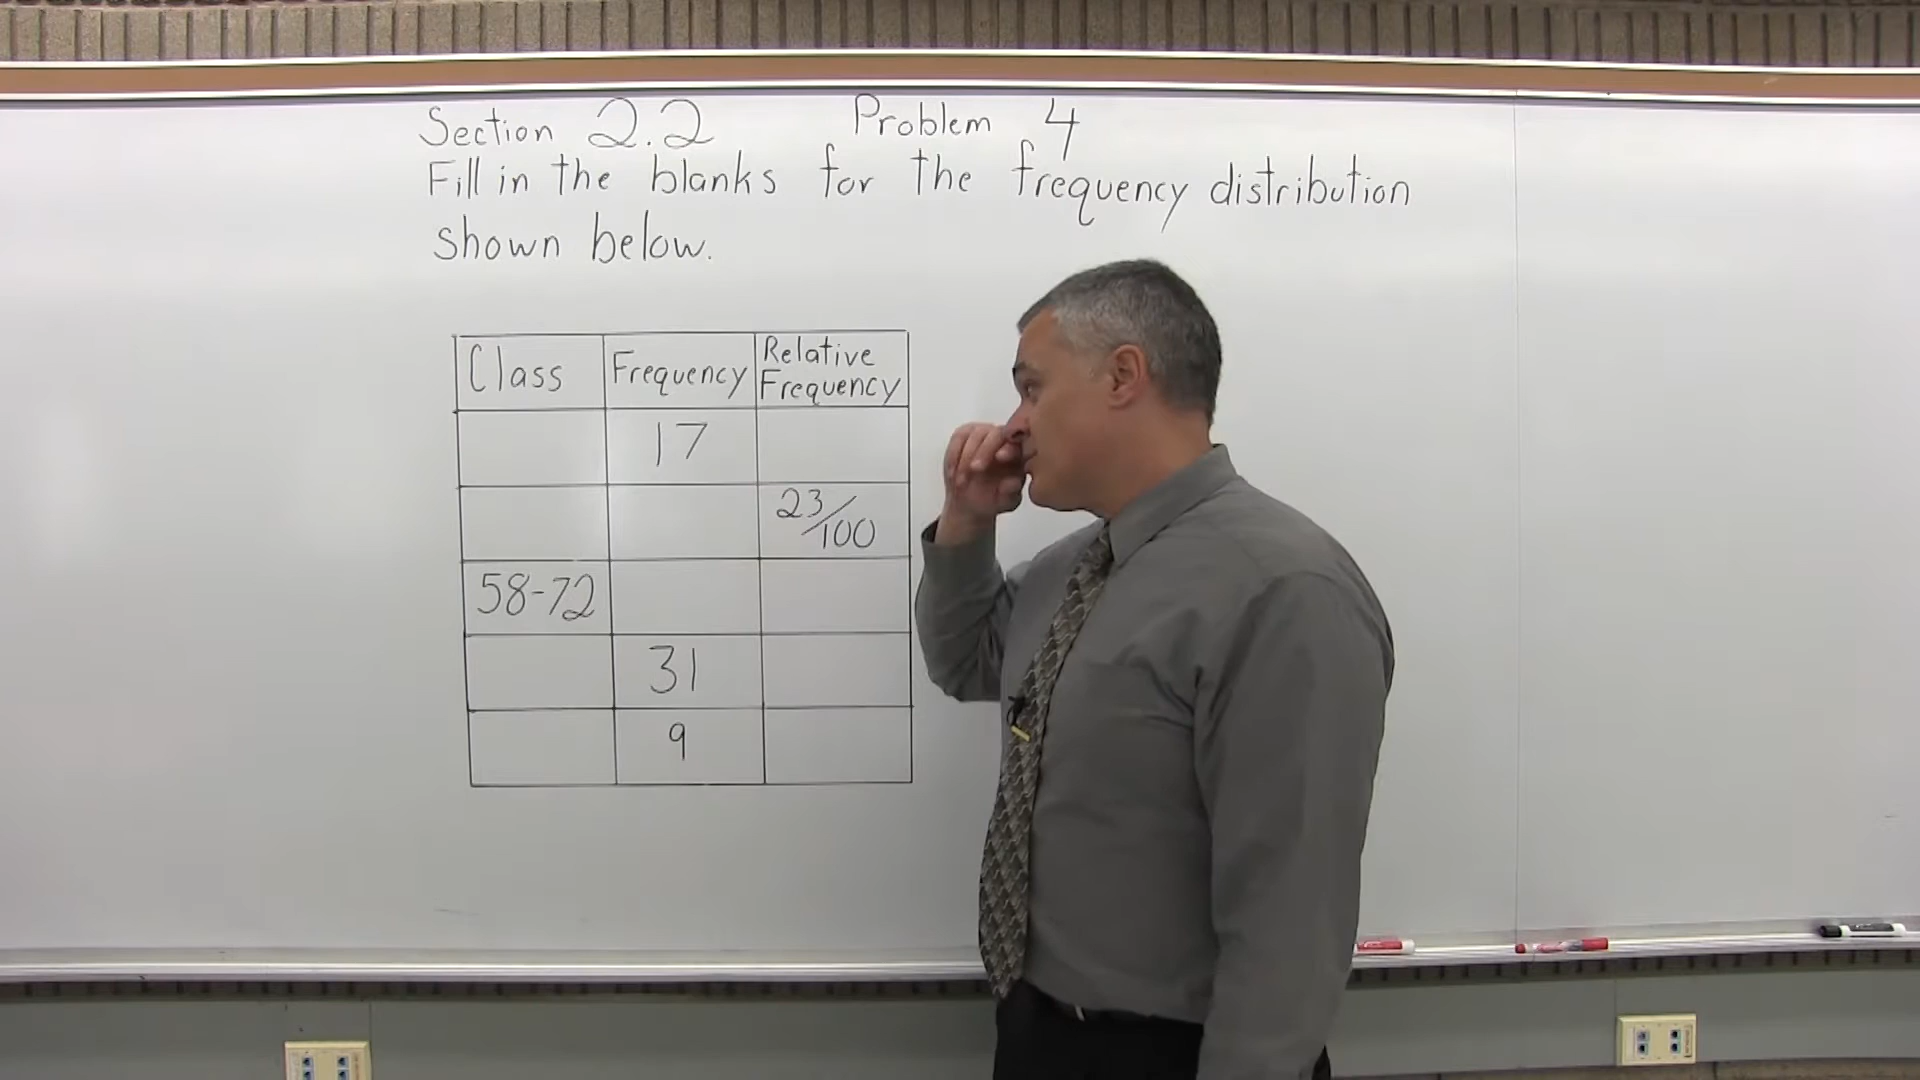 Section 2.2 Problem 4
Fill in the blanks for the frequency distribution
shown below.
Class Frequency Relative Frequency
17
23/100
58-72
31
9